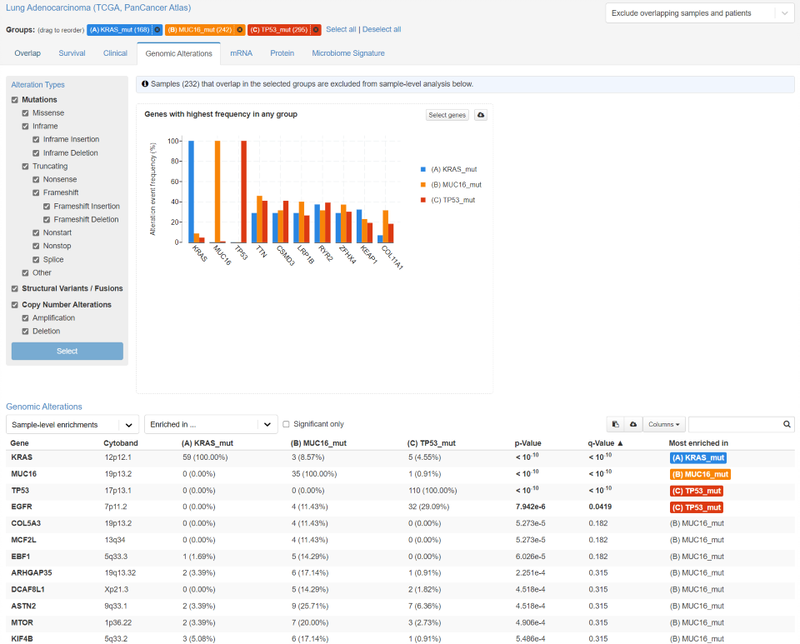 Lung Adenocarcinoma (TCGA, PanCancer Atlas)
Exclude overlapping samples and patients
Groups: (drag to reorder) (A) KRAS_mut (168) (B) MUC16_mut (242) (C) TP53_mut (295) Select all | Deselect all
Overlap Survival Clinical Genomic Alterations mRNA Protein Microbiome Signature
Alteration Types
Mutations
Missense
Inframe
Inframe Insertion
Inframe Deletion
Truncating
Nonsense
Frameshift
Frameshift Insertion
Frameshift Deletion
Nonstart
Nonstop
Splice
Other
Structural Variants / Fusions
Copy Number Alterations
Amplification
Deletion
Select
Samples (232) that overlap in the selected groups are excluded from sample-level analysis below.
Genes with highest frequency in any group
Select genes
Alteration event frequency (%)
100
80
60
40
20
0
KRAS MUC16 TP53 TTN CSMD3 LRP1B RYR2 ZFHX4 KEAP1 COL11A1
(A) KRAS_mut
(B) MUC16_mut
(C) TP53_mut
Genomic Alterations
Sample-level enrichments Enriched in ... Significant only Columns
Gene Cytoband (A) KRAS_mut (B) MUC16_mut (C) TP53_mut p-Value q-Value ▲ Most enriched in
KRAS 12p12.1 59 (100.00%) 3 (8.57%) 5 (4.55%) < 10⁻¹⁰ < 10⁻¹⁰ (A) KRAS_mut
MUC16 19p13.2 0 (0.00%) 35 (100.00%) 1 (0.91%) < 10⁻¹⁰ < 10⁻¹⁰ (B) MUC16_mut
TP53 17p13.1 0 (0.00%) 0 (0.00%) 110 (100.00%) < 10⁻¹⁰ < 10⁻¹⁰ (C) TP53_mut
EGFR 7p11.2 0 (0.00%) 4 (11.43%) 32 (29.09%) 7.942e-6 0.0419 (C) TP53_mut
COL5A3 19p13.2 0 (0.00%) 4 (11.43%) 0 (0.00%) 5.273e-5 0.182 (B) MUC16_mut
MCF2L 13q34 0 (0.00%) 4 (11.43%) 0 (0.00%) 5.273e-5 0.182 (B) MUC16_mut
EBF1 5q33.3 1 (1.69%) 5 (14.29%) 0 (0.00%) 6.026e-5 0.182 (B) MUC16_mut
ARHGAP35 19q13.32 2 (3.39%) 6 (17.14%) 1 (0.91%) 2.251e-4 0.315 (B) MUC16_mut
DCAF8L1 Xp21.3 0 (0.00%) 5 (14.29%) 2 (1.82%) 4.518e-4 0.315 (B) MUC16_mut
ASTN2 9q33.1 2 (3.39%) 9 (25.71%) 7 (6.36%) 4.518e-4 0.315 (B) MUC16_mut
MTOR 1p36.22 2 (3.39%) 7 (20.00%) 3 (2.73%) 4.906e-4 0.315 (B) MUC16_mut
KIF4B 5q33.2 3 (5.08%) 6 (17.14%) 1 (0.91%) 5.486e-4 0.315 (B) MUC16_mut